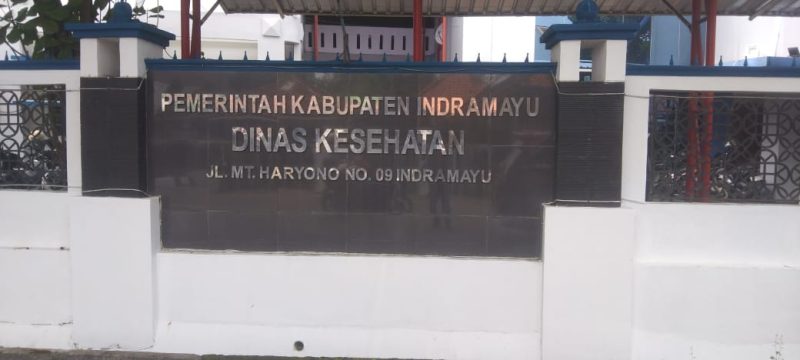 PEMERINTAH KABUPATEN INDRAMAYU
DINAS KESEHATAN
JL. MT. HARYONO NO. 09 INDRAMAYU